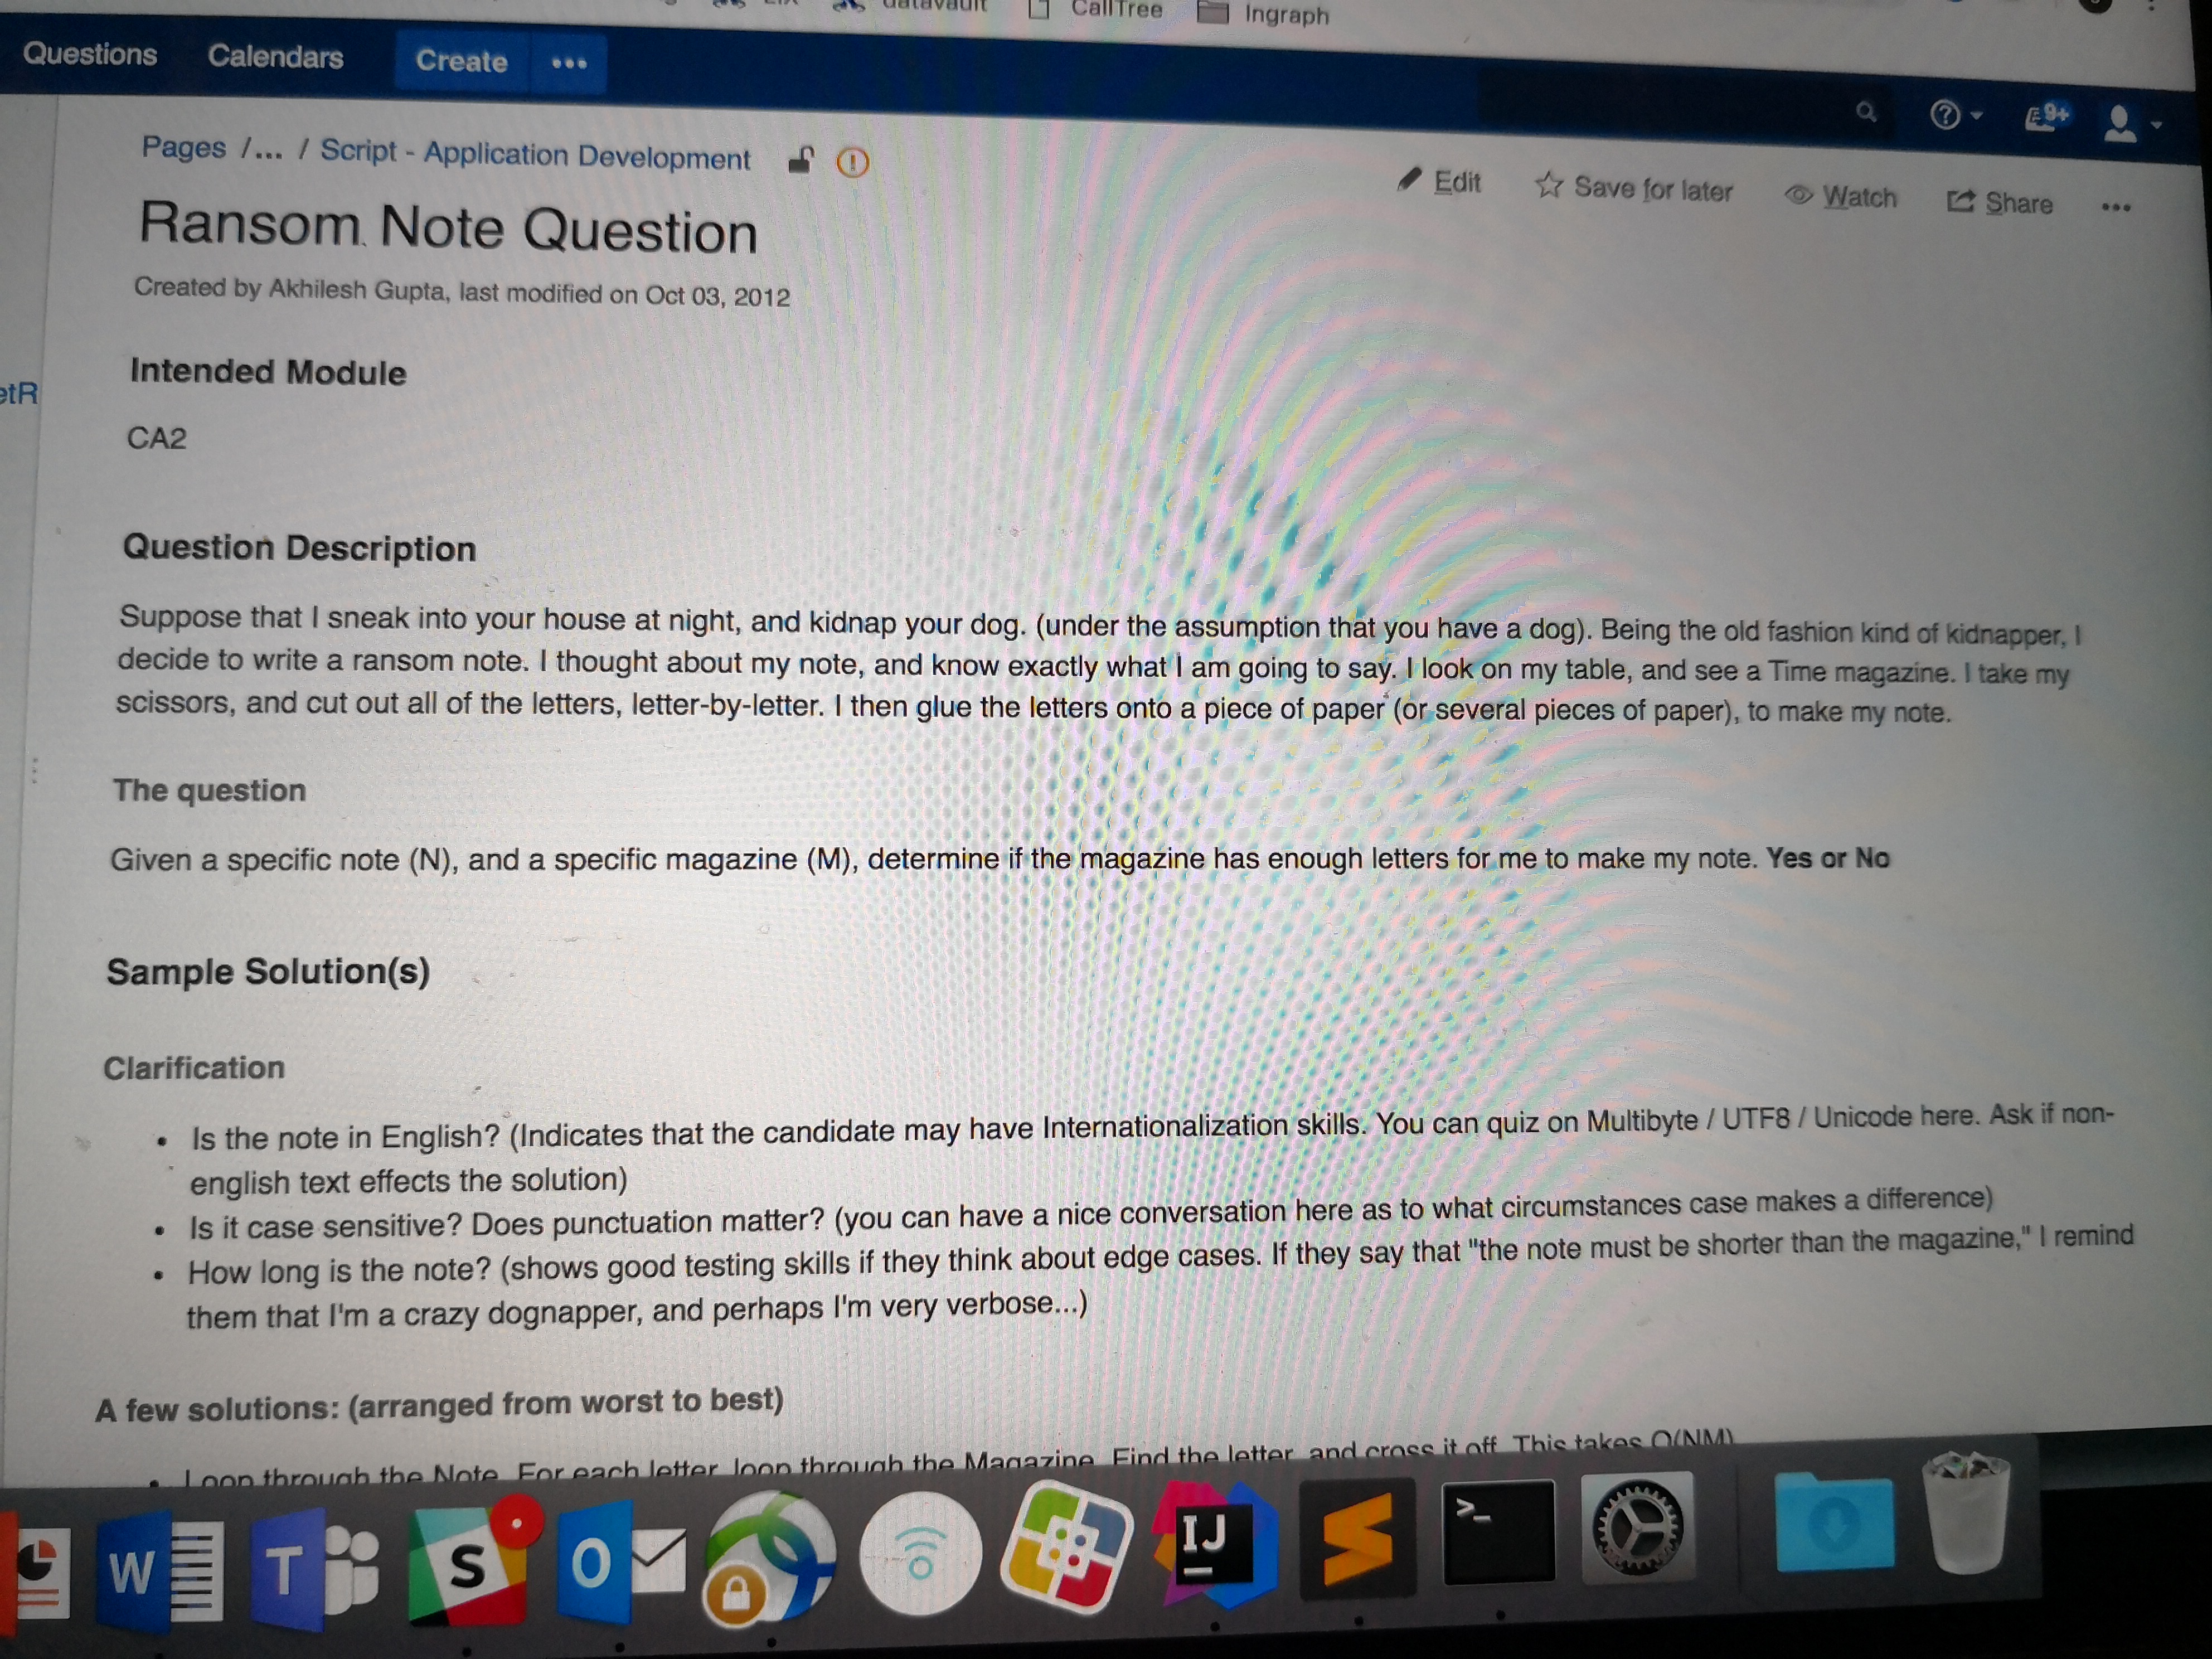 CallTree Ingraph
Questions Calendars Create •••
9+
Pages /... / Script - Application Development
Edit Save for later Watch Share •••
Ransom Note Question
Created by Akhilesh Gupta, last modified on Oct 03, 2012
Intended Module
etR
CA2
Question Description
Suppose that I sneak into your house at night, and kidnap your dog. (under the assumption that you have a dog). Being the old fashion kind of kidnapper, I
decide to write a ransom note. I thought about my note, and know exactly what I am going to say. I look on my table, and see a Time magazine. I take my
scissors, and cut out all of the letters, letter-by-letter. I then glue the letters onto a piece of paper (or several pieces of paper), to make my note.
The question
Given a specific note (N), and a specific magazine (M), determine if the magazine has enough letters for me to make my note. Yes or No
Sample Solution(s)
Clarification
• Is the note in English? (Indicates that the candidate may have Internationalization skills. You can quiz on Multibyte / UTF8 / Unicode here. Ask if non-
english text effects the solution)
• Is it case sensitive? Does punctuation matter? (you can have a nice conversation here as to what circumstances case makes a difference)
• How long is the note? (shows good testing skills if they think about edge cases. If they say that "the note must be shorter than the magazine," I remind
them that I'm a crazy dognapper, and perhaps I'm very verbose...)
A few solutions: (arranged from worst to best)
• Loop through the Note. For each letter, loop through the Magazine. Find the letter, and cross it off. This takes O(NM)
W T S O IJ >_